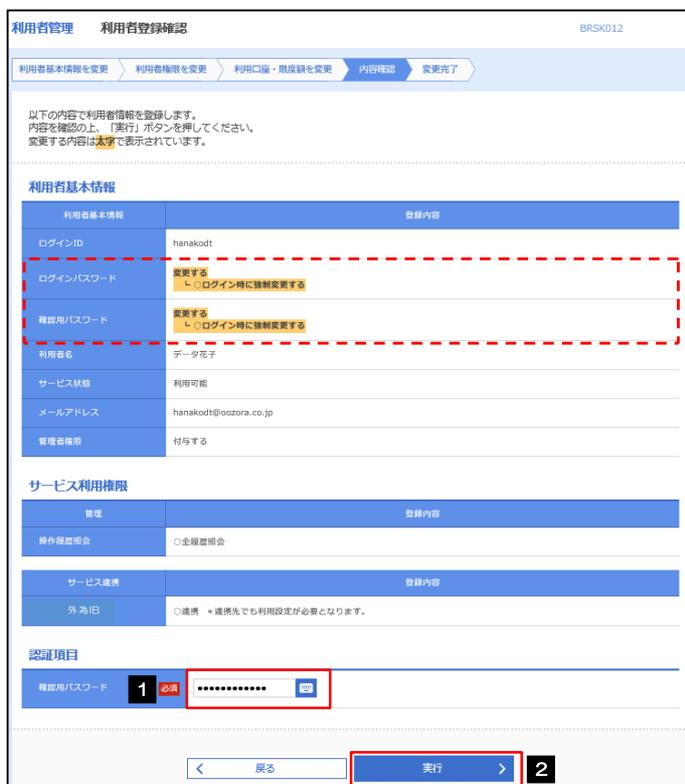 利用者管理 利用者登録確認 BRSK012
利用者基本情報を変更 利用者権限を変更 利用口座・限度額を変更 内容確認 変更完了
以下の内容で利用者情報を登録します。
内容を確認の上、「実行」ボタンを押してください。
変更する内容は太字で表示されています。
利用者基本情報
利用者基本情報 登録内容
ログインID hanakodt
ログインパスワード 変更する
└ ○ログイン時に強制変更する
確認用パスワード 変更する
└ ○ログイン時に強制変更する
利用者名 データ花子
サービス状態 利用可能
メールアドレス hanakodt@oozora.co.jp
管理者権限 付与する
サービス利用権限
管理 登録内容
操作履歴照会 ○全履歴照会
サービス連携 登録内容
外為IB ○連携 *連携先でも利用設定が必要となります。
認証項目
確認用パスワード 1 必須 ●●●●●●●●●●●●
< 戻る 実行 > 2